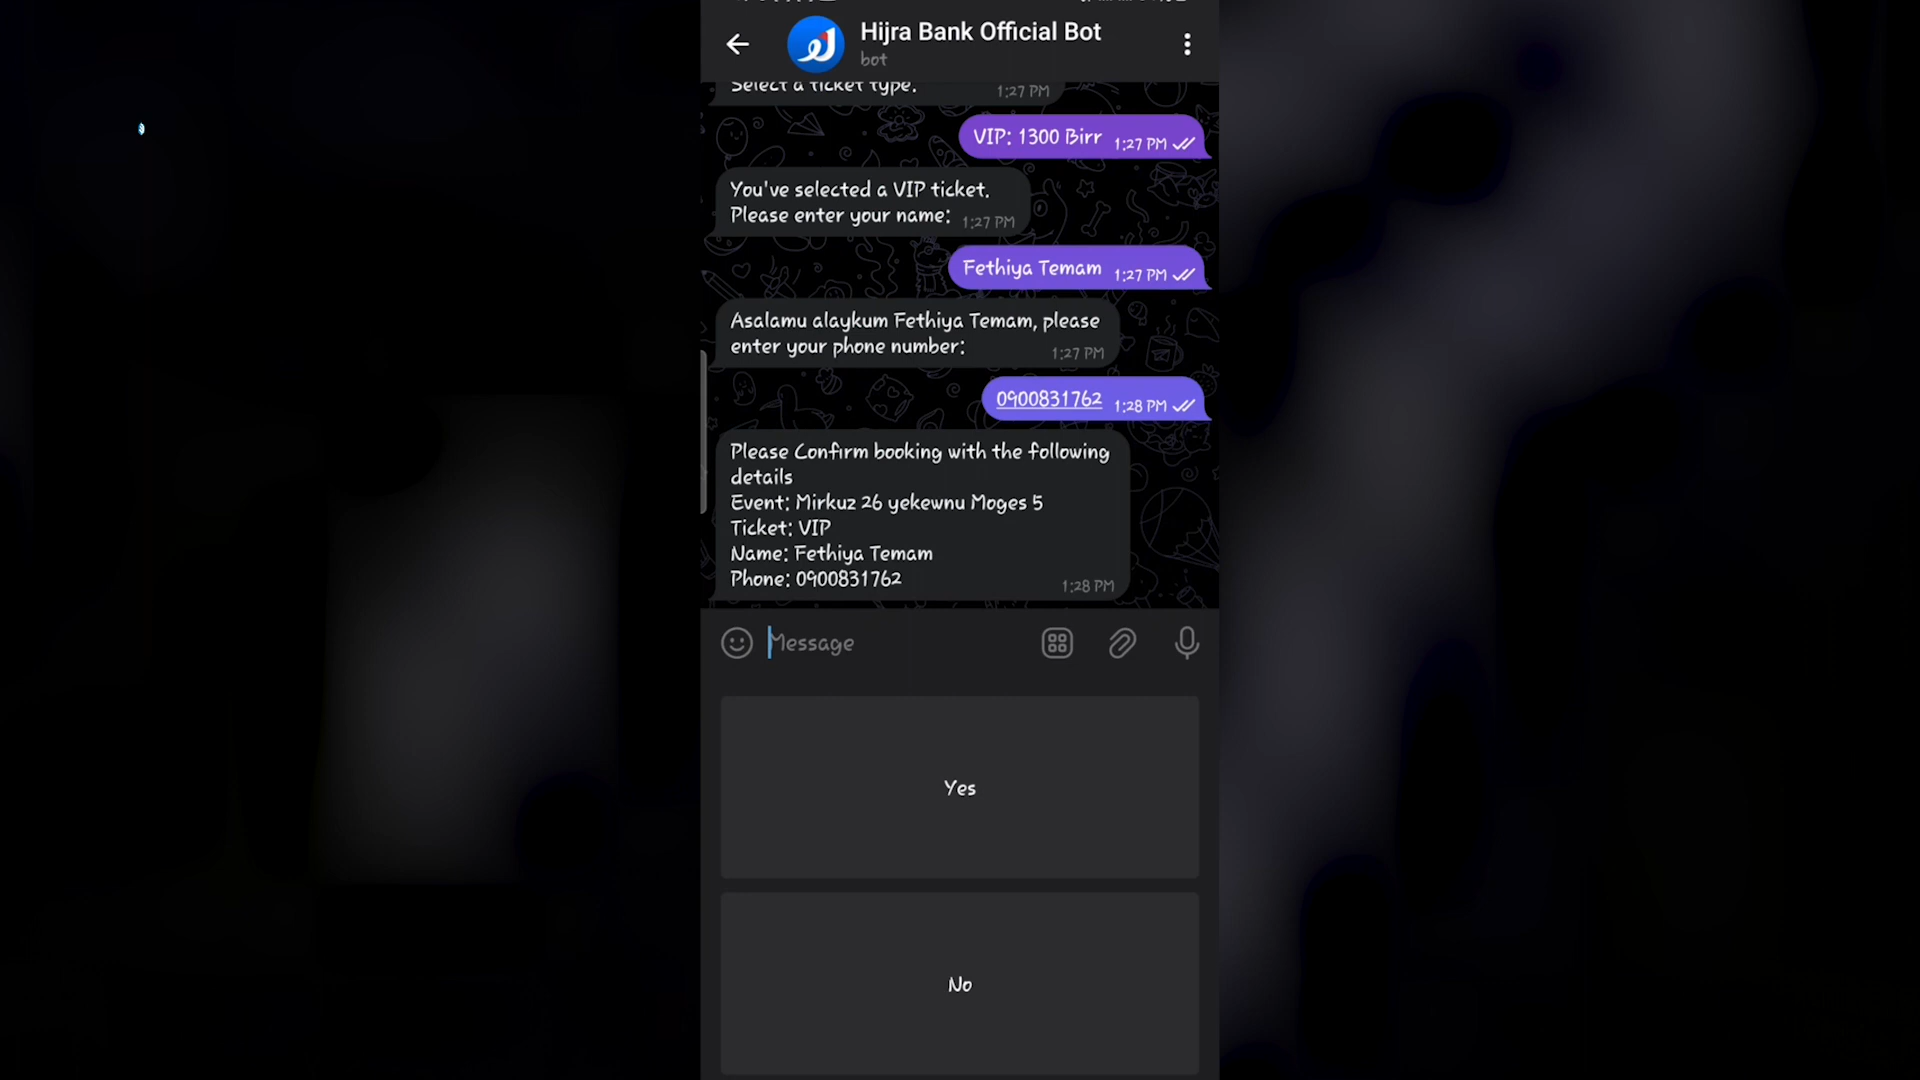 Hijra Bank Official Bot
bot
Select a ticket type.
1:27 PM
VIP: 1300 Birr 1:27 PM
You've selected a VIP ticket.
Please enter your name: 1:27 PM
Fethiya Temam 1:27 PM
Asalamu alaykum Fethiya Temam, please
enter your phone number: 1:27 PM
0900831762 1:28 PM
Please Confirm booking with the following
details
Event: Mirkuz 26 yekewnu Moges 5
Ticket: VIP
Name: Fethiya Temam
Phone: 0900831762 1:28 PM
Message
Yes
No